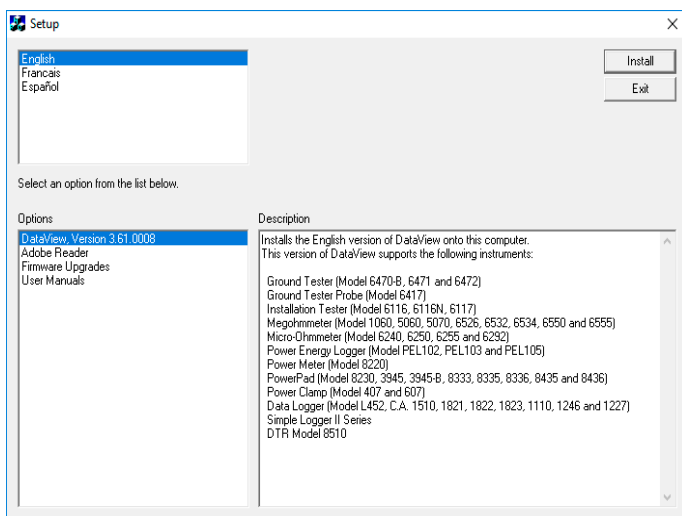 Setup
English
Francais
Español
Install
Exit
Select an option from the list below.
Options
DataView, Version 3.61.0008
Adobe Reader
Firmware Upgrades
User Manuals
Description
Installs the English version of DataView onto this computer.
This version of DataView supports the following instruments:
Ground Tester (Model 6470-B, 6471 and 6472)
Ground Tester Probe (Model 6417)
Installation Tester (Model 6116, 6116N, 6117)
Megohmmeter (Model 1060, 5060, 5070, 6526, 6532, 6534, 6550 and 6555)
Micro-Ohmmeter (Model 6240, 6250, 6255 and 6292)
Power Energy Logger (Model PEL102, PEL103 and PEL105)
Power Meter (Model 8220)
PowerPad (Model 8230, 3945, 3945-B, 8333, 8335, 8336, 8435 and 8436)
Power Clamp (Model 407 and 607)
Data Logger (Model L452, C.A. 1510, 1821, 1822, 1823, 1110, 1246 and 1227)
Simple Logger II Series
DTR Model 8510